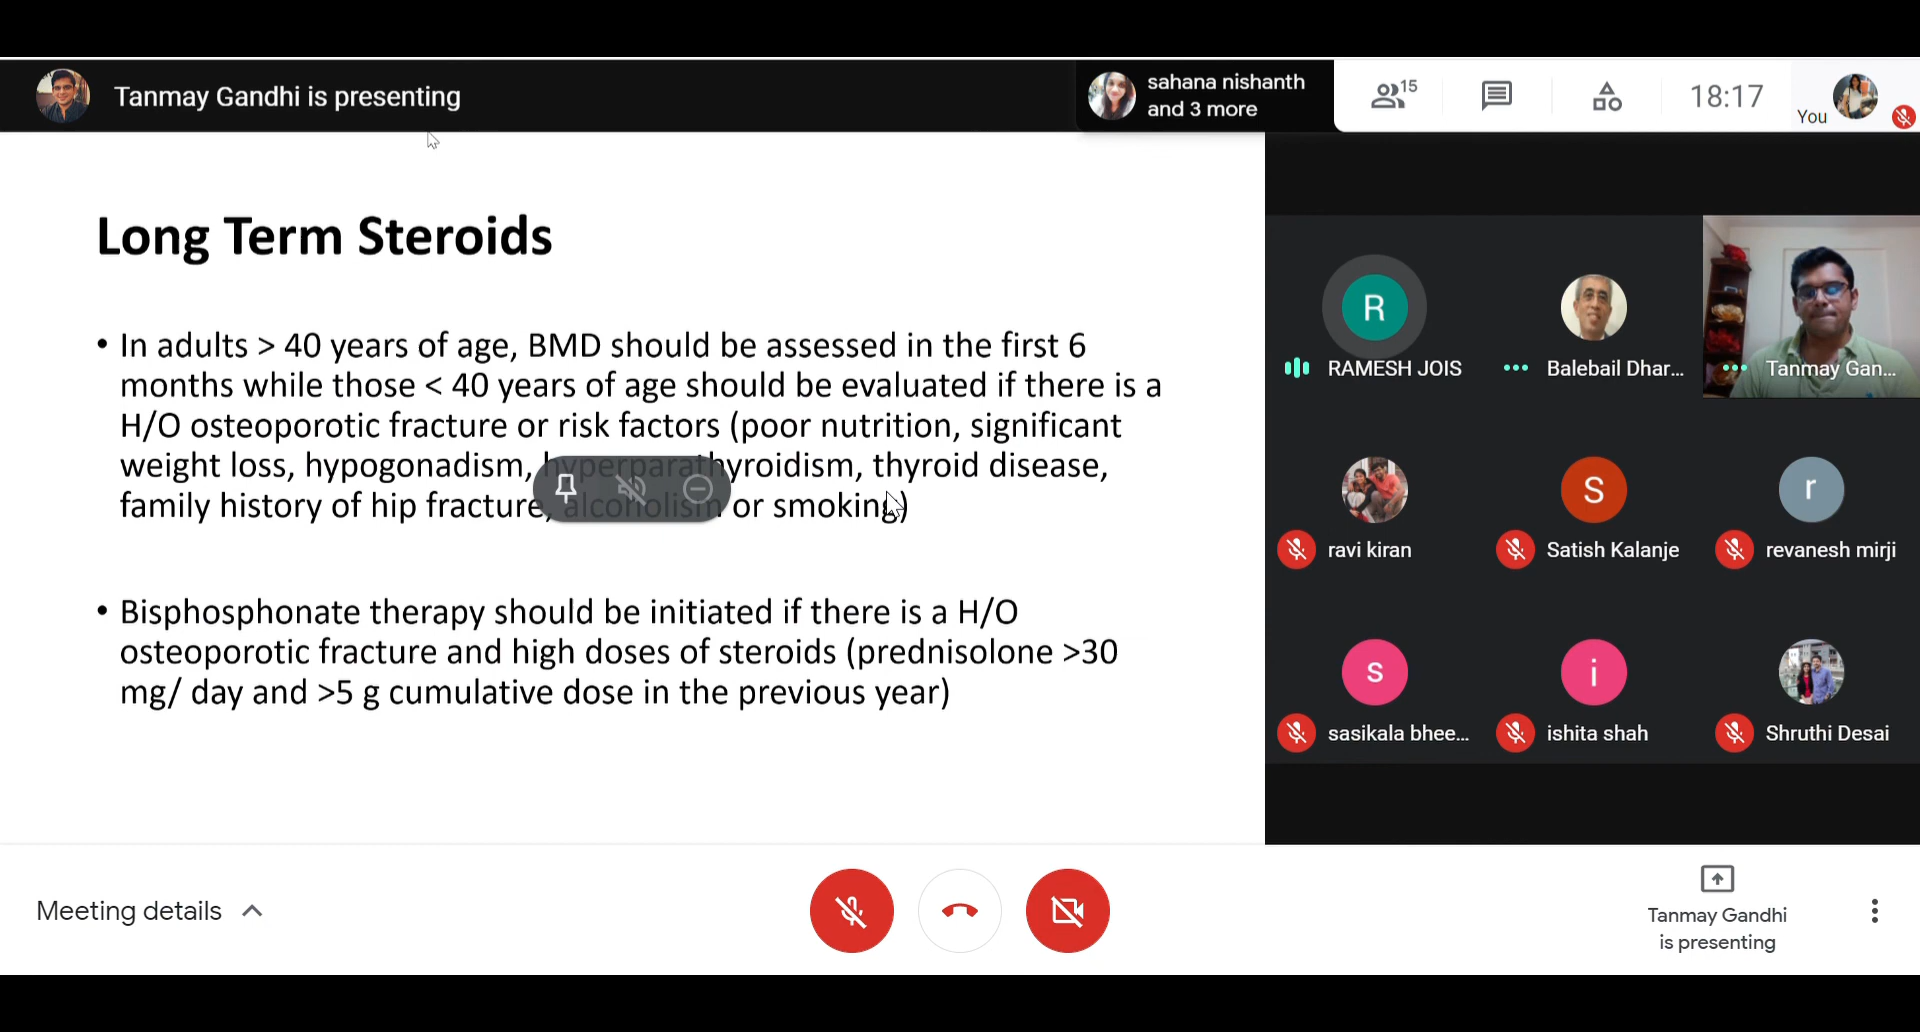 Tanmay Gandhi is presenting
sahana nishanth
and 3 more
15
18:17
You
Long Term Steroids
• In adults > 40 years of age, BMD should be assessed in the first 6
months while those < 40 years of age should be evaluated if there is a
H/O osteoporotic fracture or risk factors (poor nutrition, significant
weight loss, hypogonadism, hyperparathyroidism, thyroid disease,
family history of hip fracture, alcoholism or smoking)
• Bisphosphonate therapy should be initiated if there is a H/O
osteoporotic fracture and high doses of steroids (prednisolone >30
mg/ day and >5 g cumulative dose in the previous year)
R
RAMESH JOIS
Balebail Dhar...
Tanmay Gan...
ravi kiran
S
Satish Kalanje
r
revanesh mirji
s
sasikala bhee...
i
ishita shah
Shruthi Desai
Meeting details
Tanmay Gandhi
is presenting